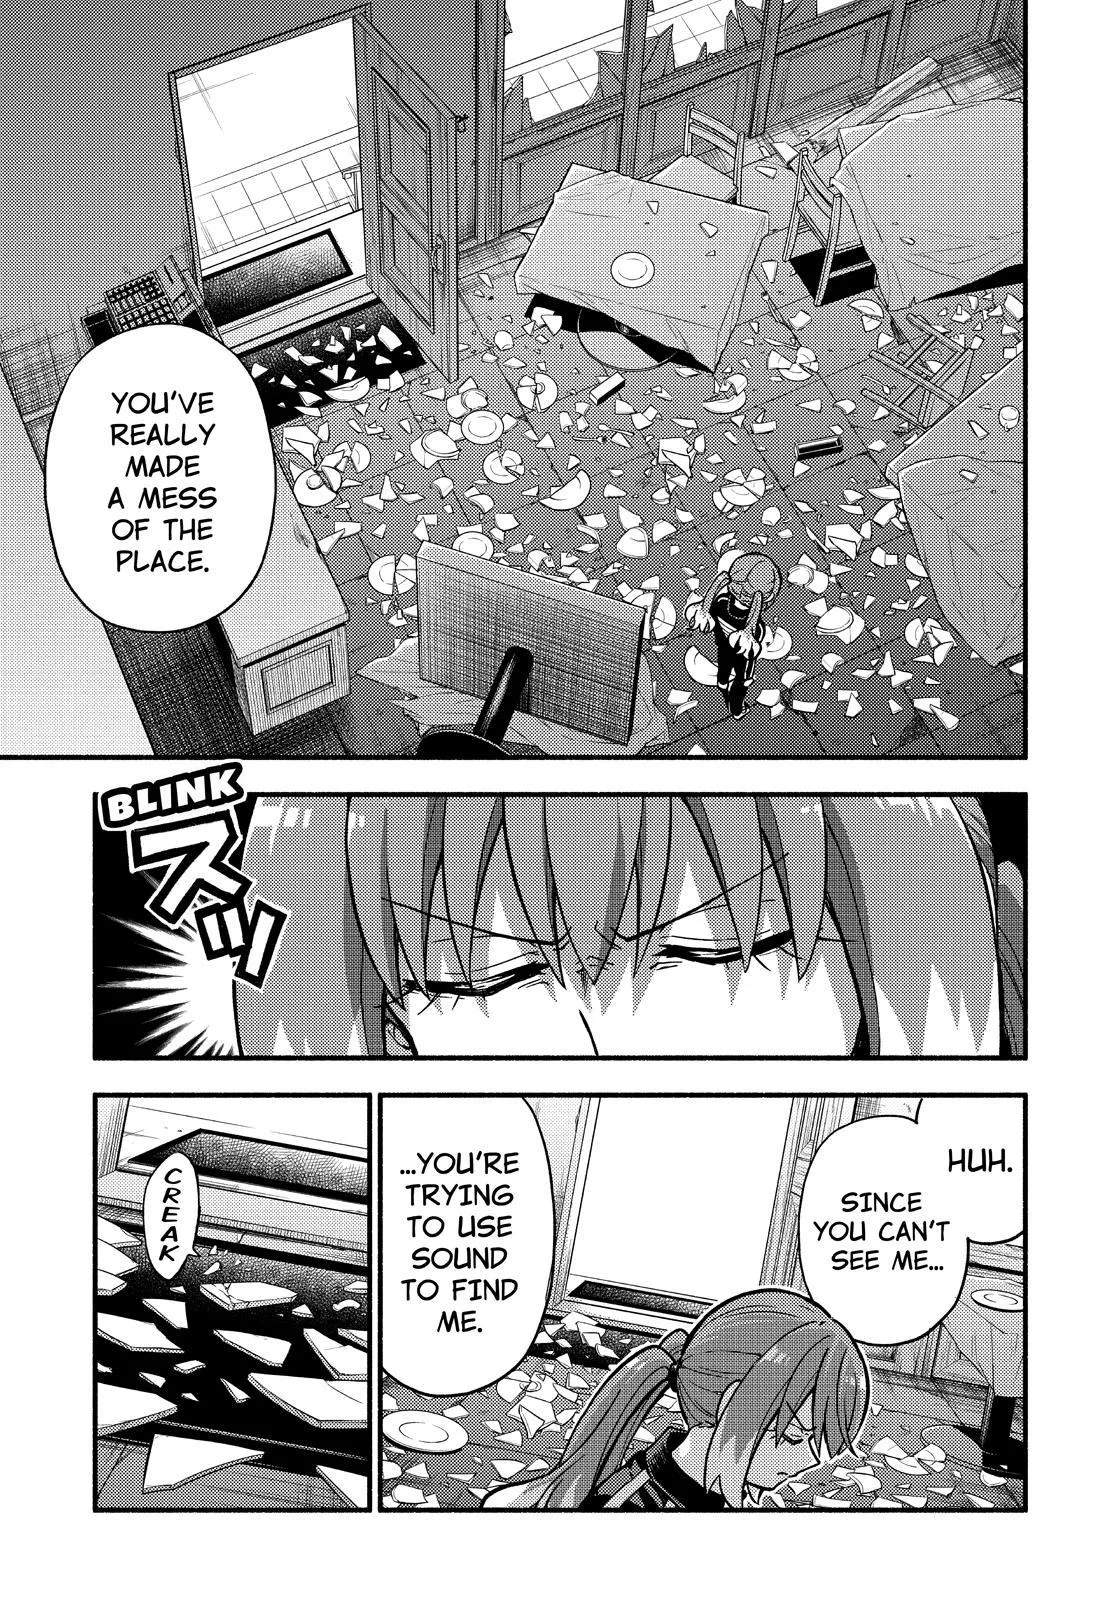 YOU'VE
REALLY
MADE
A MESS
OF THE
PLACE.
BLINK
スッ
HUH.
SINCE
YOU CAN'T
SEE ME...
...YOU'RE
TRYING
TO USE
SOUND
TO FIND
ME.
CREAK